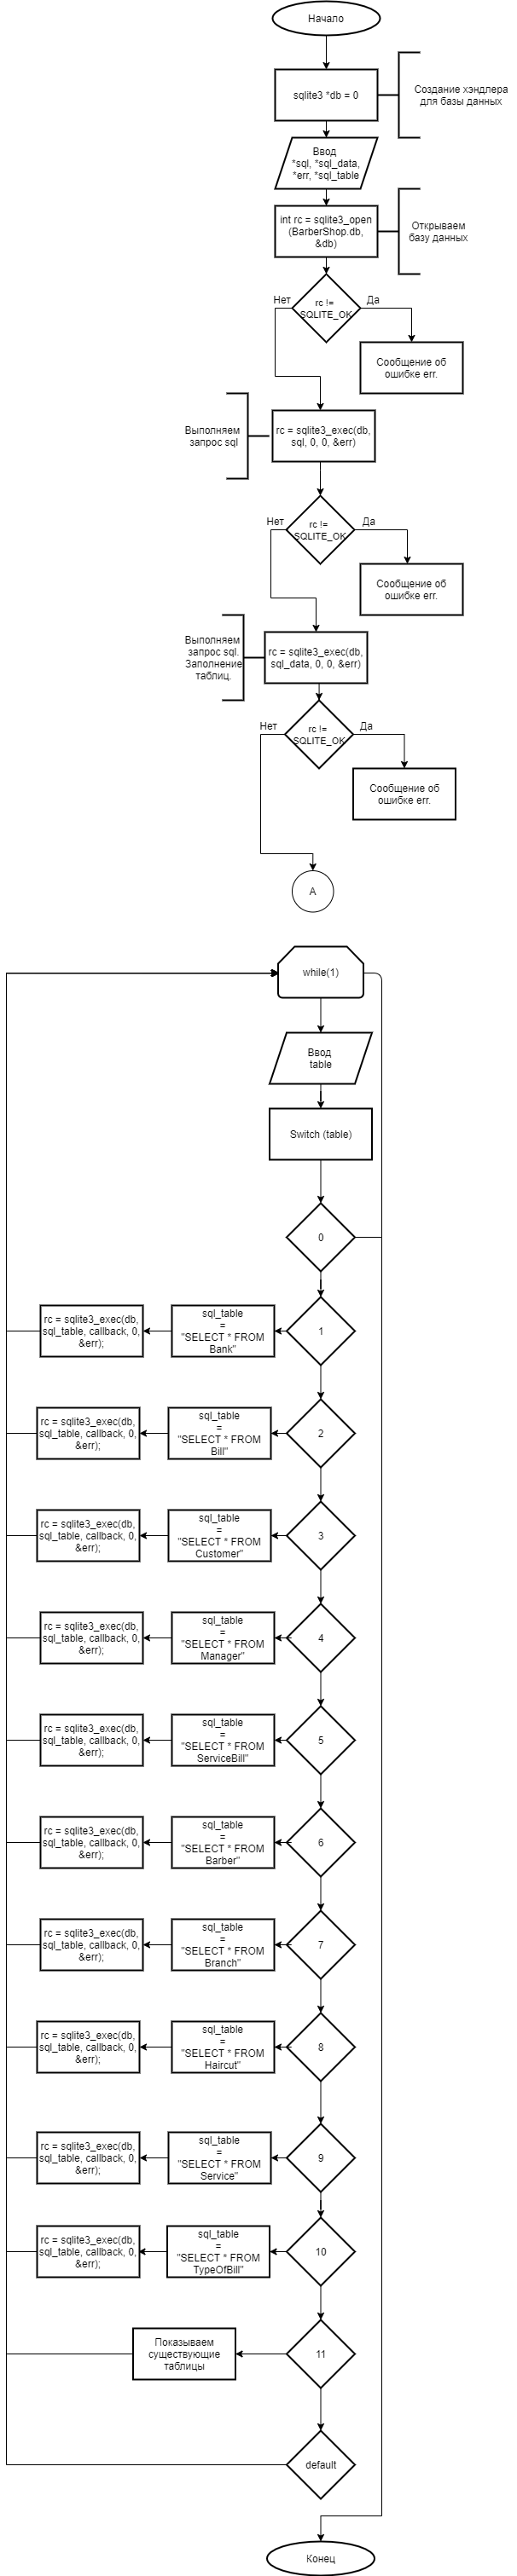 Начало
sqlite3 *db = 0
Создание хэндлера
для базы данных
Ввод
*sql, *sql_data,
*err, *sql_table
int rc = sqlite3_open
(BarberShop.db,
&db)
Открываем
базу данных
Нет
rc !=
SQLITE_OK
Да
Сообщение об
ошибке err.
Выполняем
запрос sql
rc = sqlite3_exec(db,
sql, 0, 0, &err)
Нет
rc !=
SQLITE_OK
Да
Сообщение об
ошибке err.
Выполняем
запрос sql.
Заполнение
таблиц.
rc = sqlite3_exec(db,
sql_data, 0, 0, &err)
Нет
rc !=
SQLITE_OK
Да
Сообщение об
ошибке err.
A
while(1)
Ввод
table
Switch (table)
0
rc = sqlite3_exec(db,
sql_table, callback, 0,
&err);
sql_table
=
"SELECT * FROM
Bank"
1
rc = sqlite3_exec(db,
sql_table, callback, 0,
&err);
sql_table
=
"SELECT * FROM
Bill"
2
rc = sqlite3_exec(db,
sql_table, callback, 0,
&err);
sql_table
=
"SELECT * FROM
Customer"
3
rc = sqlite3_exec(db,
sql_table, callback, 0,
&err);
sql_table
=
"SELECT * FROM
Manager"
4
rc = sqlite3_exec(db,
sql_table, callback, 0,
&err);
sql_table
=
"SELECT * FROM
ServiceBill"
5
rc = sqlite3_exec(db,
sql_table, callback, 0,
&err);
sql_table
=
"SELECT * FROM
Barber"
6
rc = sqlite3_exec(db,
sql_table, callback, 0,
&err);
sql_table
=
"SELECT * FROM
Branch"
7
rc = sqlite3_exec(db,
sql_table, callback, 0,
&err);
sql_table
=
"SELECT * FROM
Haircut"
8
rc = sqlite3_exec(db,
sql_table, callback, 0,
&err);
sql_table
=
"SELECT * FROM
Service"
9
rc = sqlite3_exec(db,
sql_table, callback, 0,
&err);
sql_table
=
"SELECT * FROM
TypeOfBill"
10
Показываем
существующие
таблицы
11
default
Конец